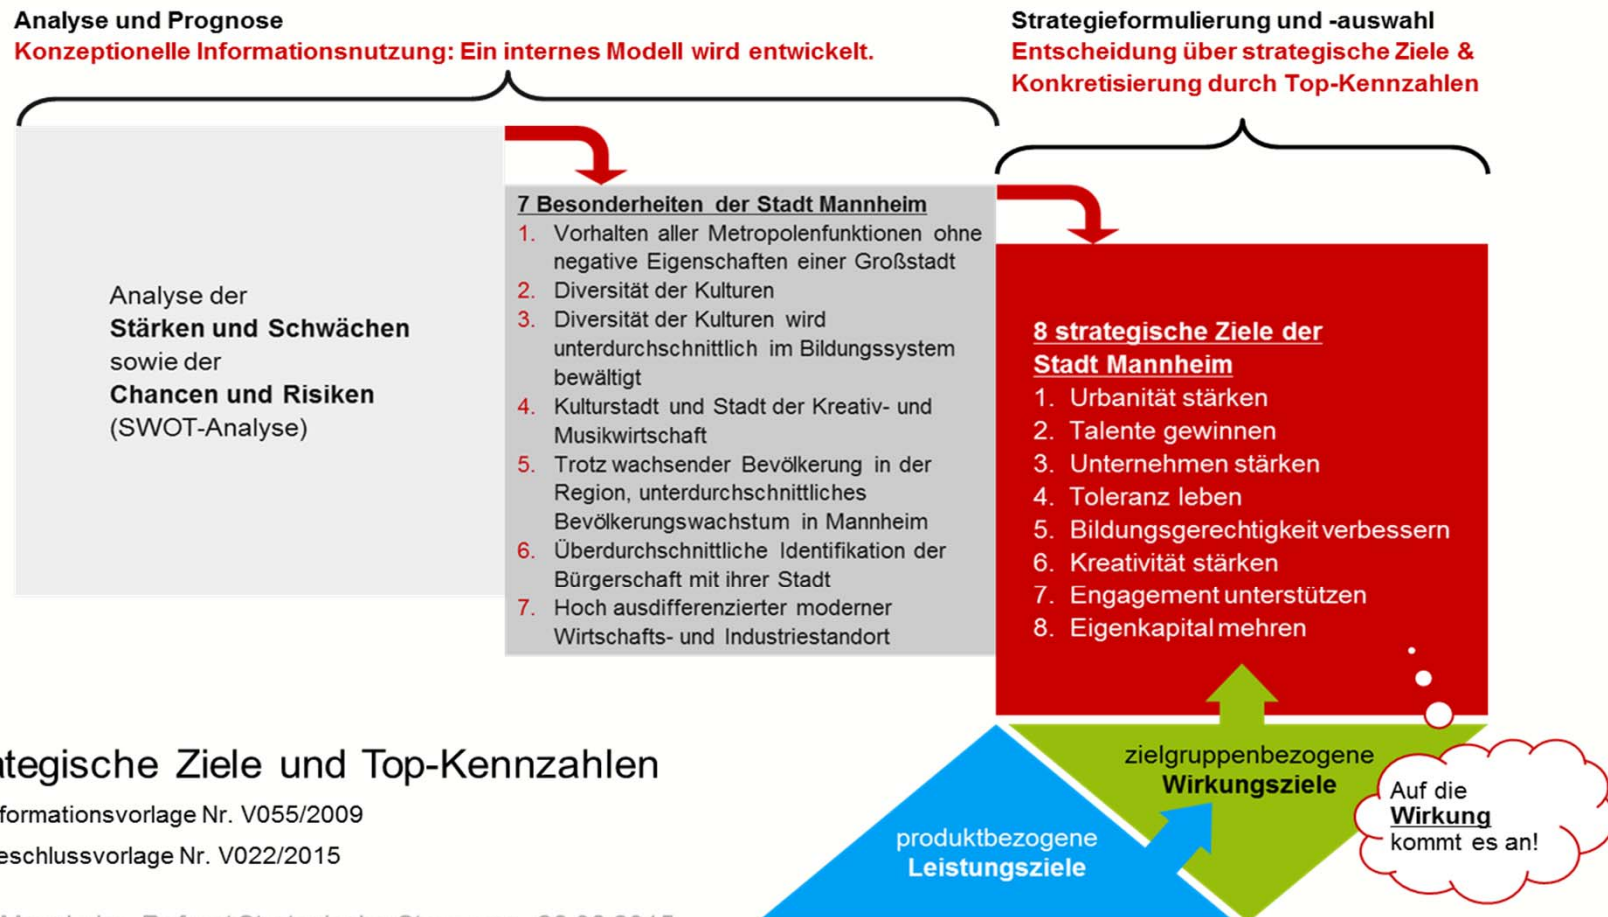 Analyse und Prognose
Konzeptionelle Informationsnutzung: Ein internes Modell wird entwickelt.
Strategieformulierung und -auswahl
Entscheidung über strategische Ziele &
Konkretisierung durch Top-Kennzahlen
Analyse der
Stärken und Schwächen
sowie der
Chancen und Risiken
(SWOT-Analyse)
7 Besonderheiten der Stadt Mannheim
1. Vorhalten aller Metropolenfunktionen ohne
negative Eigenschaften einer Großstadt
2. Diversität der Kulturen
3. Diversität der Kulturen wird
unterdurchschnittlich im Bildungssystem
bewältigt
4. Kulturstadt und Stadt der Kreativ- und
Musikwirtschaft
5. Trotz wachsender Bevölkerung in der
Region, unterdurchschnittliches
Bevölkerungswachstum in Mannheim
6. Überdurchschnittliche Identifikation der
Bürgerschaft mit ihrer Stadt
7. Hoch ausdifferenzierter moderner
Wirtschafts- und Industriestandort
8 strategische Ziele der
Stadt Mannheim
1. Urbanität stärken
2. Talente gewinnen
3. Unternehmen stärken
4. Toleranz leben
5. Bildungsgerechtigkeit verbessern
6. Kreativität stärken
7. Engagement unterstützen
8. Eigenkapital mehren
zielgruppenbezogene
Wirkungsziele
Auf die
Wirkung
kommt es an!
produktbezogene
Leistungsziele
ategische Ziele und Top-Kennzahlen
formationsvorlage Nr. V055/2009
eschlussvorlage Nr. V022/2015